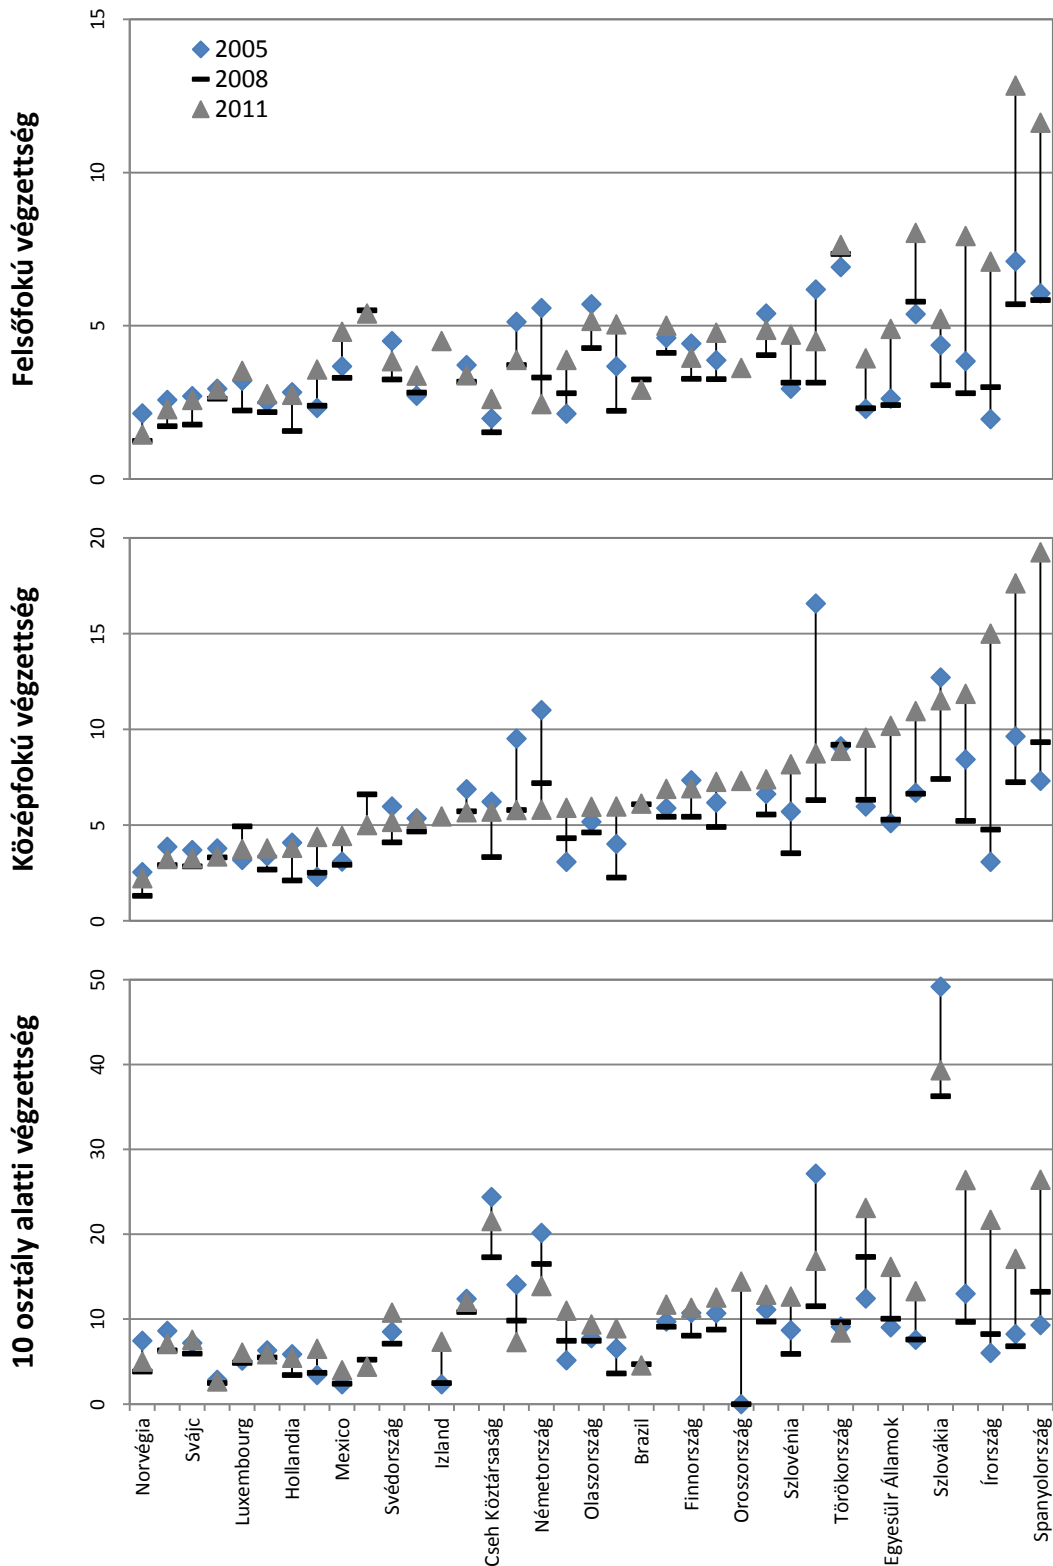 Felsőfokú végzettség
15
10
5
0
2005
2008
2011
Középfokú végzettség
20
15
10
5
0
10 osztály alatti végzettség
50
40
30
20
10
0
Norvégia
Svájc
Luxembourg
Hollandia
Mexico
Svédország
Izland
Cseh Köztársaság
Németország
Olaszország
Brazil
Finnország
Oroszország
Szlovénia
Törökország
Egyesülr Államok
Szlovákia
Írország
Spanyolország